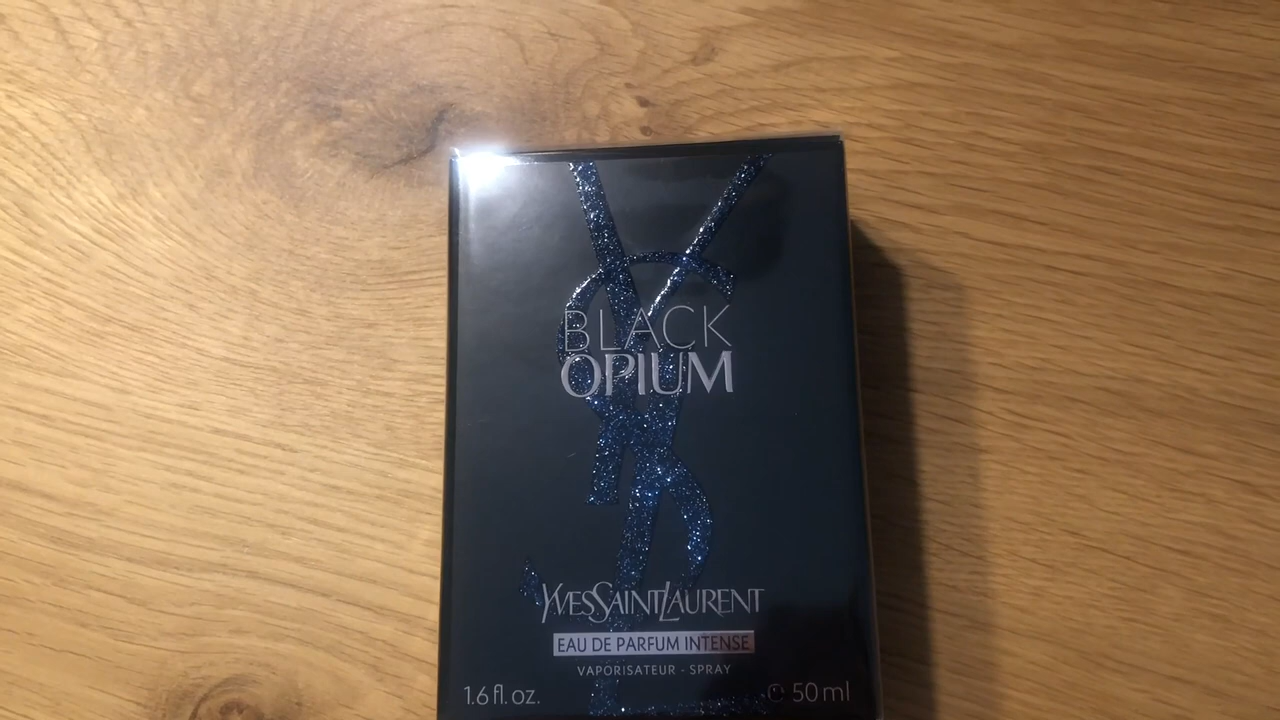 BLACK
OPIUM
YVESSAINTLAURENT
EAU DE PARFUM INTENSE
VAPORISATEUR - SPRAY
1.6 fl. oz. ℮ 50 ml